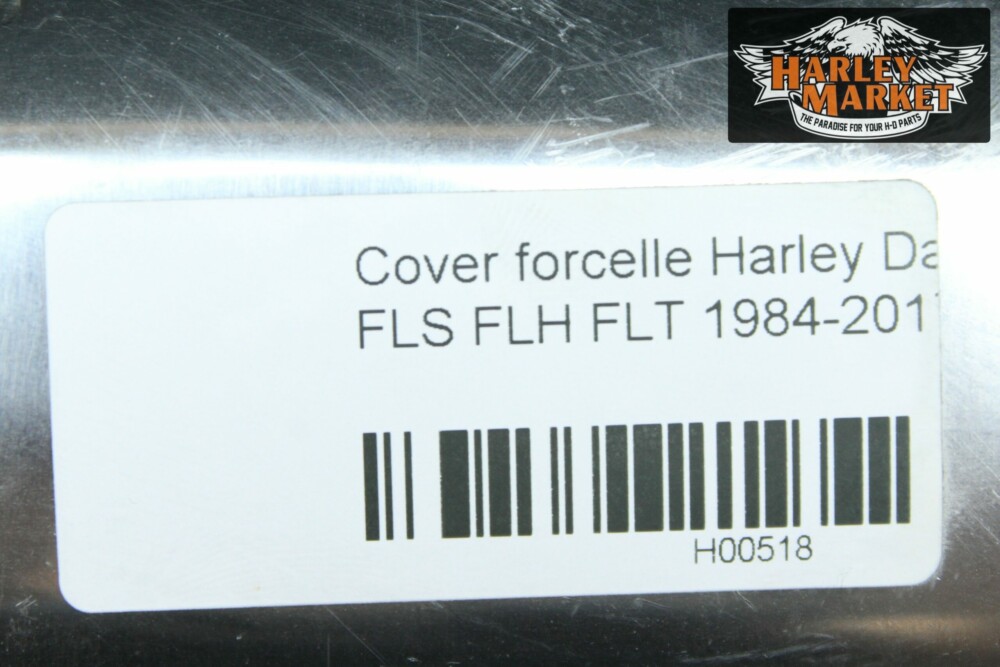 HARLEY
MARKET
THE PARADISE FOR YOUR H-D PARTS
Cover forcelle Harley Da
FLS FLH FLT 1984-201
H00518